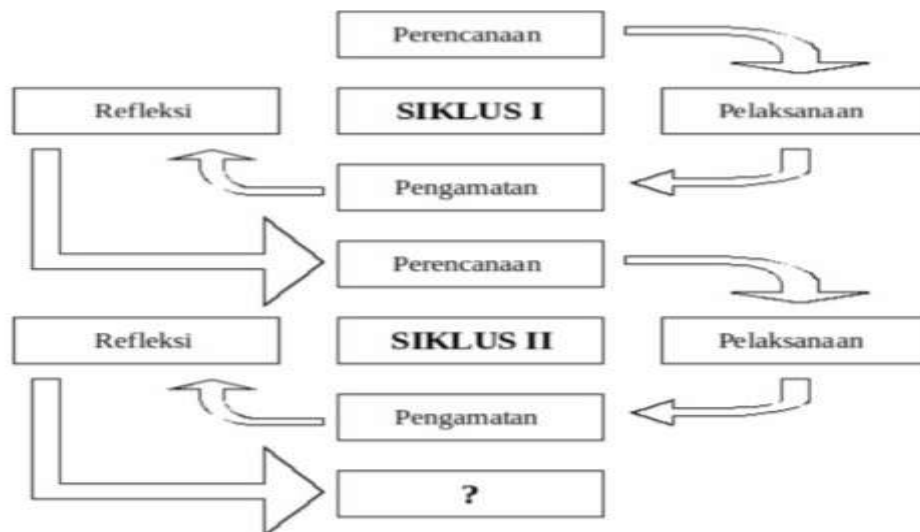 Perencanaan
Refleksi
SIKLUS I
Pelaksanaan
Pengamatan
Perencanaan
Refleksi
SIKLUS II
Pelaksanaan
Pengamatan
?